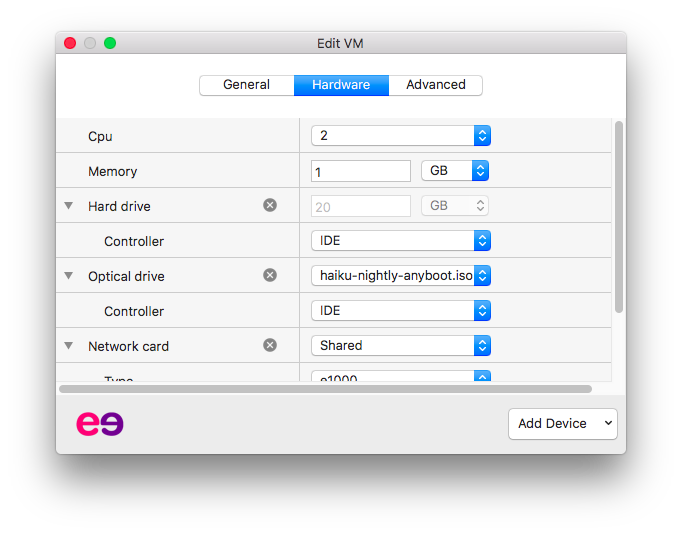 Edit VM
General Hardware Advanced
Cpu 2
Memory 1 GB
Hard drive 20 GB
Controller IDE
Optical drive haiku-nightly-anyboot.iso
Controller IDE
Network card Shared
Type e1000
ee
Add Device